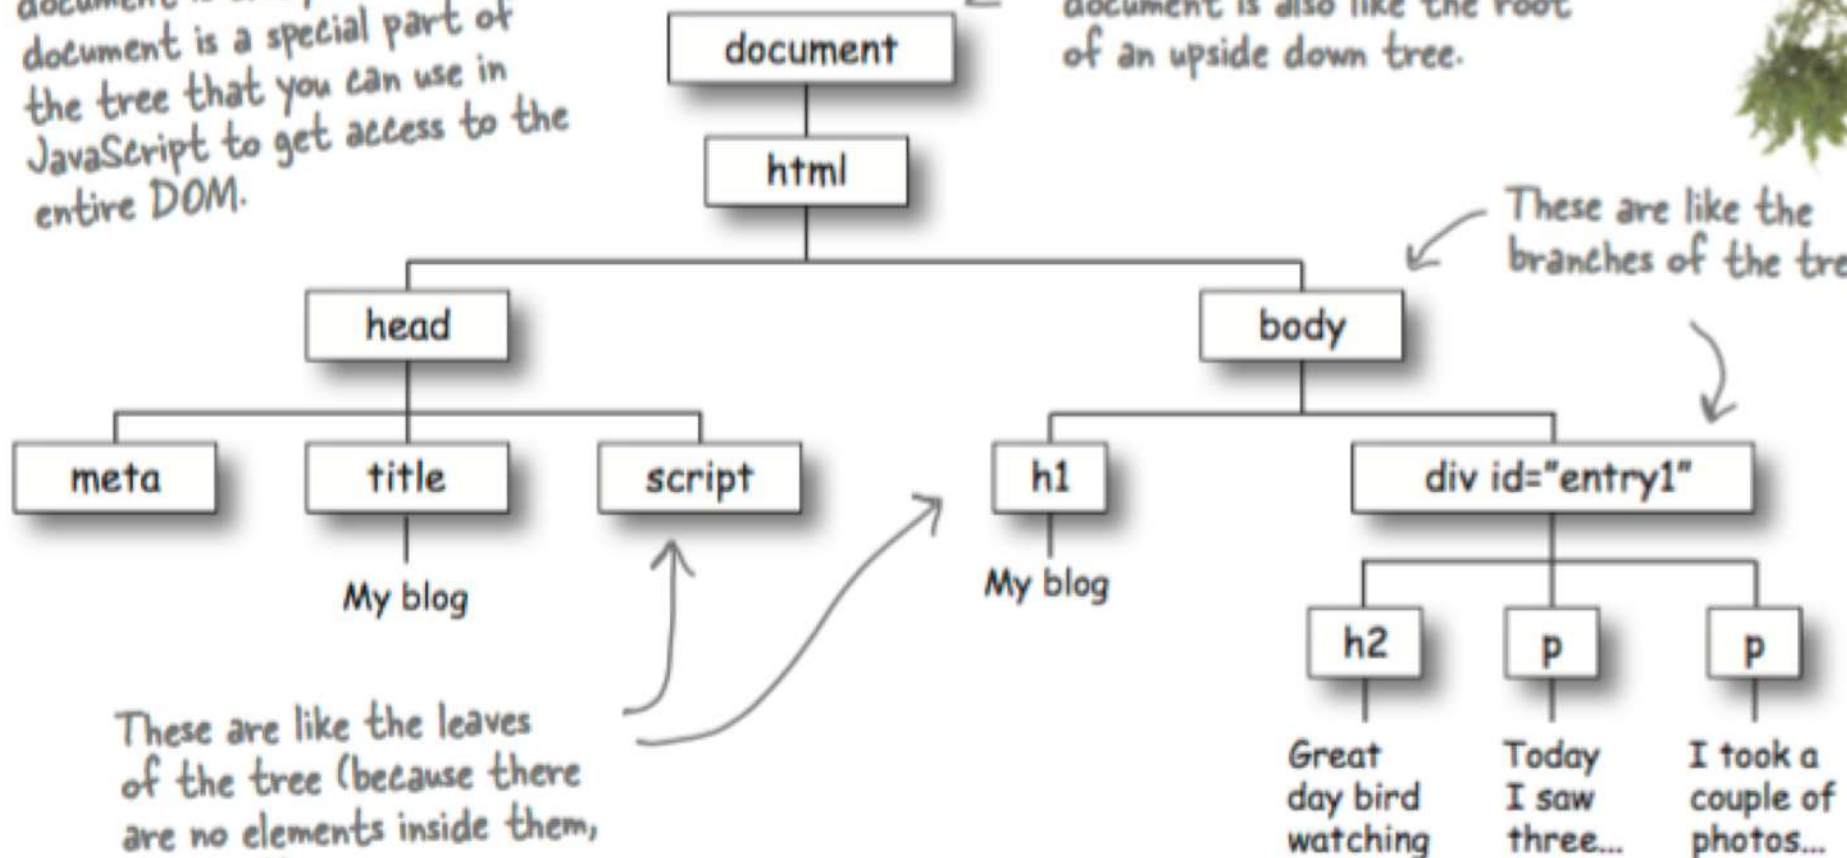 document is
document is a special part of
the tree that you can use in
JavaScript to get access to the
entire DOM.
document
document is also like the root
of an upside down tree.
html
These are like the
branches of the tre
head
body
meta
title
script
h1
div id="entry1"
My blog
My blog
h2
p
p
Great
day bird
watching
Today
I saw
three...
I took a
couple of
photos...
These are like the leaves
of the tree (because there
are no elements inside them,